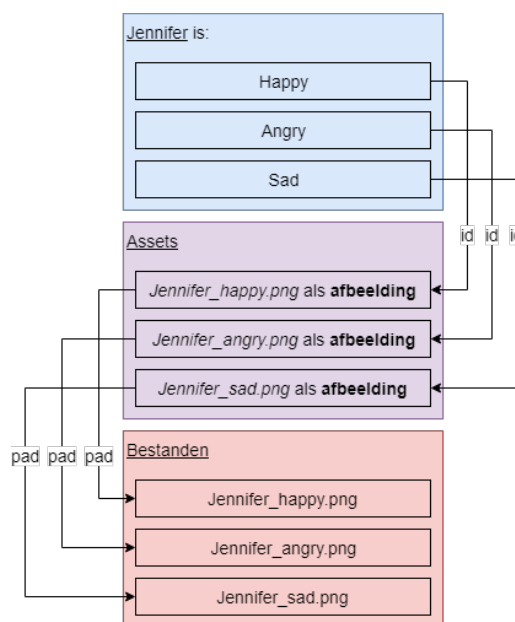 Jennifer is:
Happy
Angry
Sad
id id
Assets
Jennifer_happy.png als afbeelding
Jennifer_angry.png als afbeelding
Jennifer_sad.png als afbeelding
pad pad pad
Bestanden
Jennifer_happy.png
Jennifer_angry.png
Jennifer_sad.png